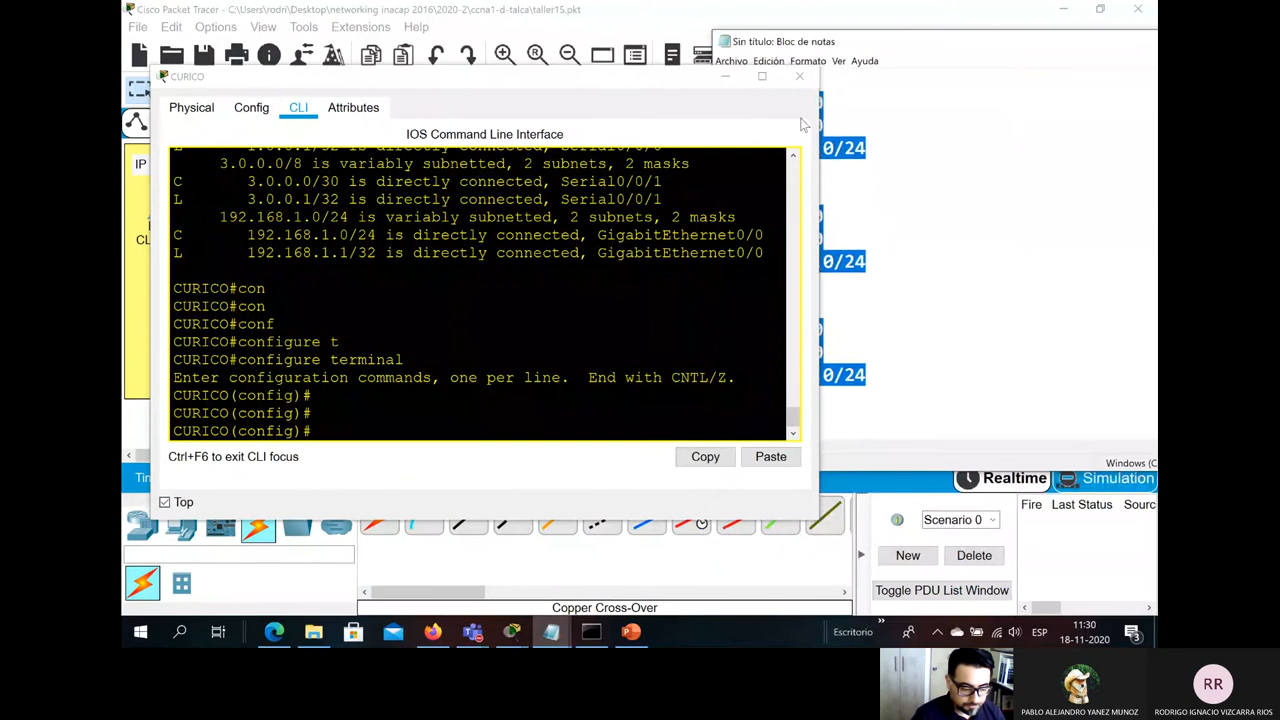 Cisco Packet Tracer - C:\Users\rodri\Desktop\networking inacap 2016\2020-2\ccna1-d-talca\taller15.pkt
File Edit Options View Tools Extensions Help
Sin título: Bloc de notas
Archivo Edición Formato Ver Ayuda
CURICO
Physical Config CLI Attributes
IOS Command Line Interface
3.0.0.0/8 is variably subnetted, 2 subnets, 2 masks
C 3.0.0.0/30 is directly connected, Serial0/0/1
L 3.0.0.1/32 is directly connected, Serial0/0/1
192.168.1.0/24 is variably subnetted, 2 subnets, 2 masks
C 192.168.1.0/24 is directly connected, GigabitEthernet0/0
L 192.168.1.1/32 is directly connected, GigabitEthernet0/0
CURICO#con
CURICO#con
CURICO#conf
CURICO#configure t
CURICO#configure terminal
Enter configuration commands, one per line. End with CNTL/Z.
CURICO(config)#
CURICO(config)#
CURICO(config)#
Ctrl+F6 to exit CLI focus
Copy Paste
Top
IP
CL
0/24
0/24
0/24
Windows (C
Tin
Realtime Simulation
Scenario 0
New Delete
Toggle PDU List Window
Fire Last Status Sourc
Copper Cross-Over
Escritorio
ESP
11:30
18-11-2020
3
RR
PABLO ALEJANDRO YANEZ MUNOZ
RODRIGO IGNACIO VIZCARRA RIOS